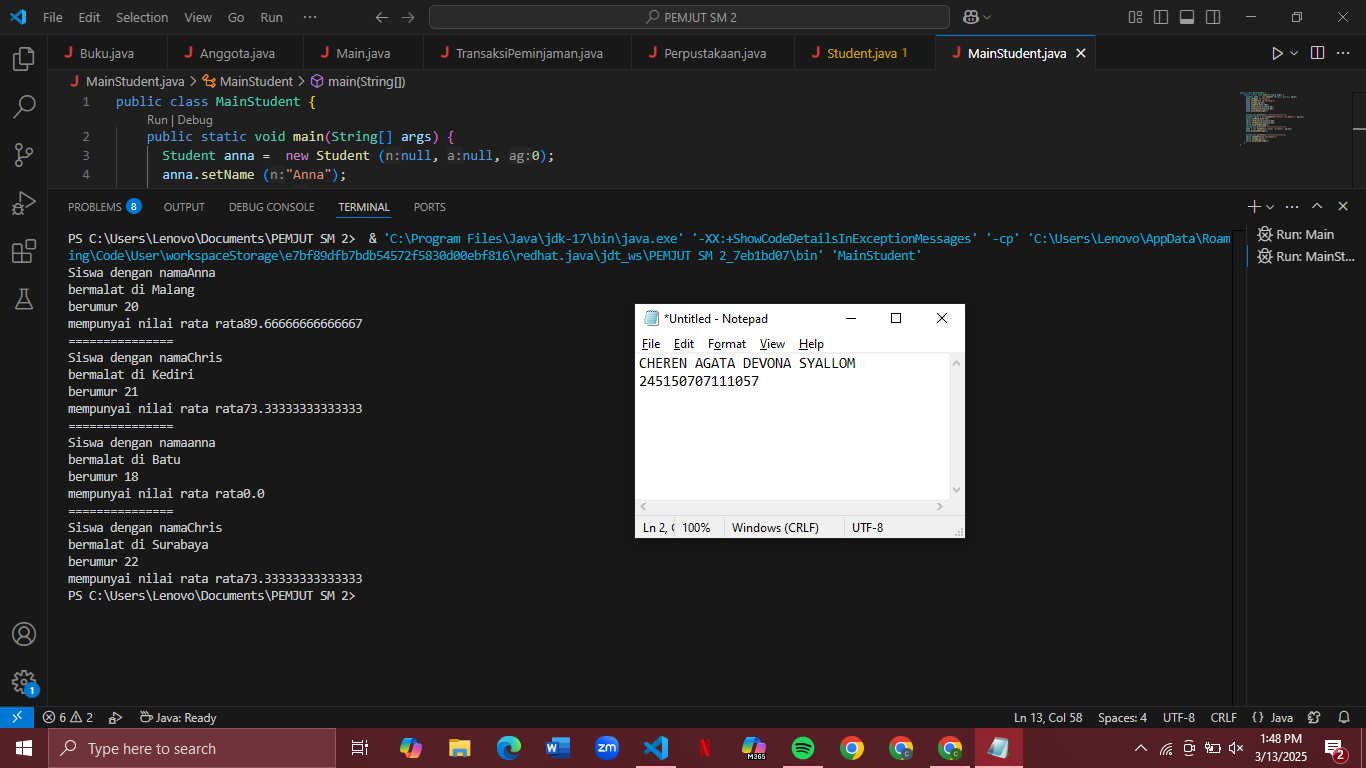 File Edit Selection View Go Run ··· PEMJUT SM 2
Buku.java Anggota.java Main.java TransaksiPeminjaman.java Perpustakaan.java Student.java 1 MainStudent.java
MainStudent.java > MainStudent > main(String[])
1 public class MainStudent {
Run | Debug
2 public static void main(String[] args) {
3 Student anna =  new Student (n:null, a:null, ag:0);
4 anna.setName (n:"Anna");
PROBLEMS 8 OUTPUT DEBUG CONSOLE TERMINAL PORTS
PS C:\Users\Lenovo\Documents\PEMJUT SM 2>  & 'C:\Program Files\Java\jdk-17\bin\java.exe' '-XX:+ShowCodeDetailsInExceptionMessages' '-cp' 'C:\Users\Lenovo\AppData\Roam
ing\Code\User\workspaceStorage\e7bf89dfb7bdb54572f5830d00ebf816\redhat.java\jdt_ws\PEMJUT SM 2_7eb1bd07\bin' 'MainStudent'
Siswa dengan namaAnna
bermalat di Malang
berumur 20
mempunyai nilai rata rata89.66666666666667
===============
Siswa dengan namaChris
bermalat di Kediri
berumur 21
mempunyai nilai rata rata73.33333333333333
===============
Siswa dengan namaanna
bermalat di Batu
berumur 18
mempunyai nilai rata rata0.0
===============
Siswa dengan namaChris
bermalat di Surabaya
berumur 22
mempunyai nilai rata rata73.33333333333333
PS C:\Users\Lenovo\Documents\PEMJUT SM 2>
Run: Main
Run: MainSt...
*Untitled - Notepad
File Edit Format View Help
CHEREN AGATA DEVONA SYALLOM
245150707111057
Ln 2, 100% Windows (CRLF) UTF-8
1
6 2 Java: Ready Ln 13, Col 58 Spaces: 4 UTF-8 CRLF {} Java
Type here to search
zm
M365
1:48 PM
3/13/2025
2